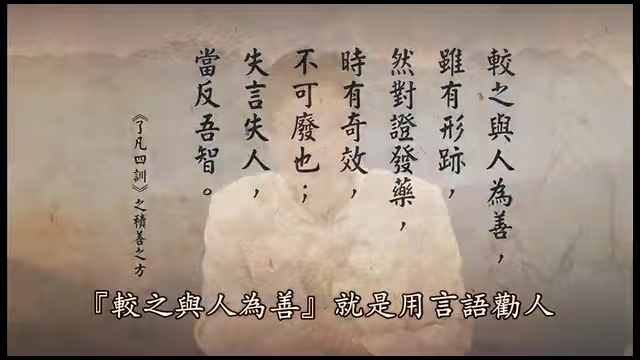 較之與人為善，
雖有形跡，
然對證發藥，
時有奇效，
不可廢也；
失言失人，
當反吾智。
《了凡四訓》之積善之方
『較之與人為善』就是用言語勸人